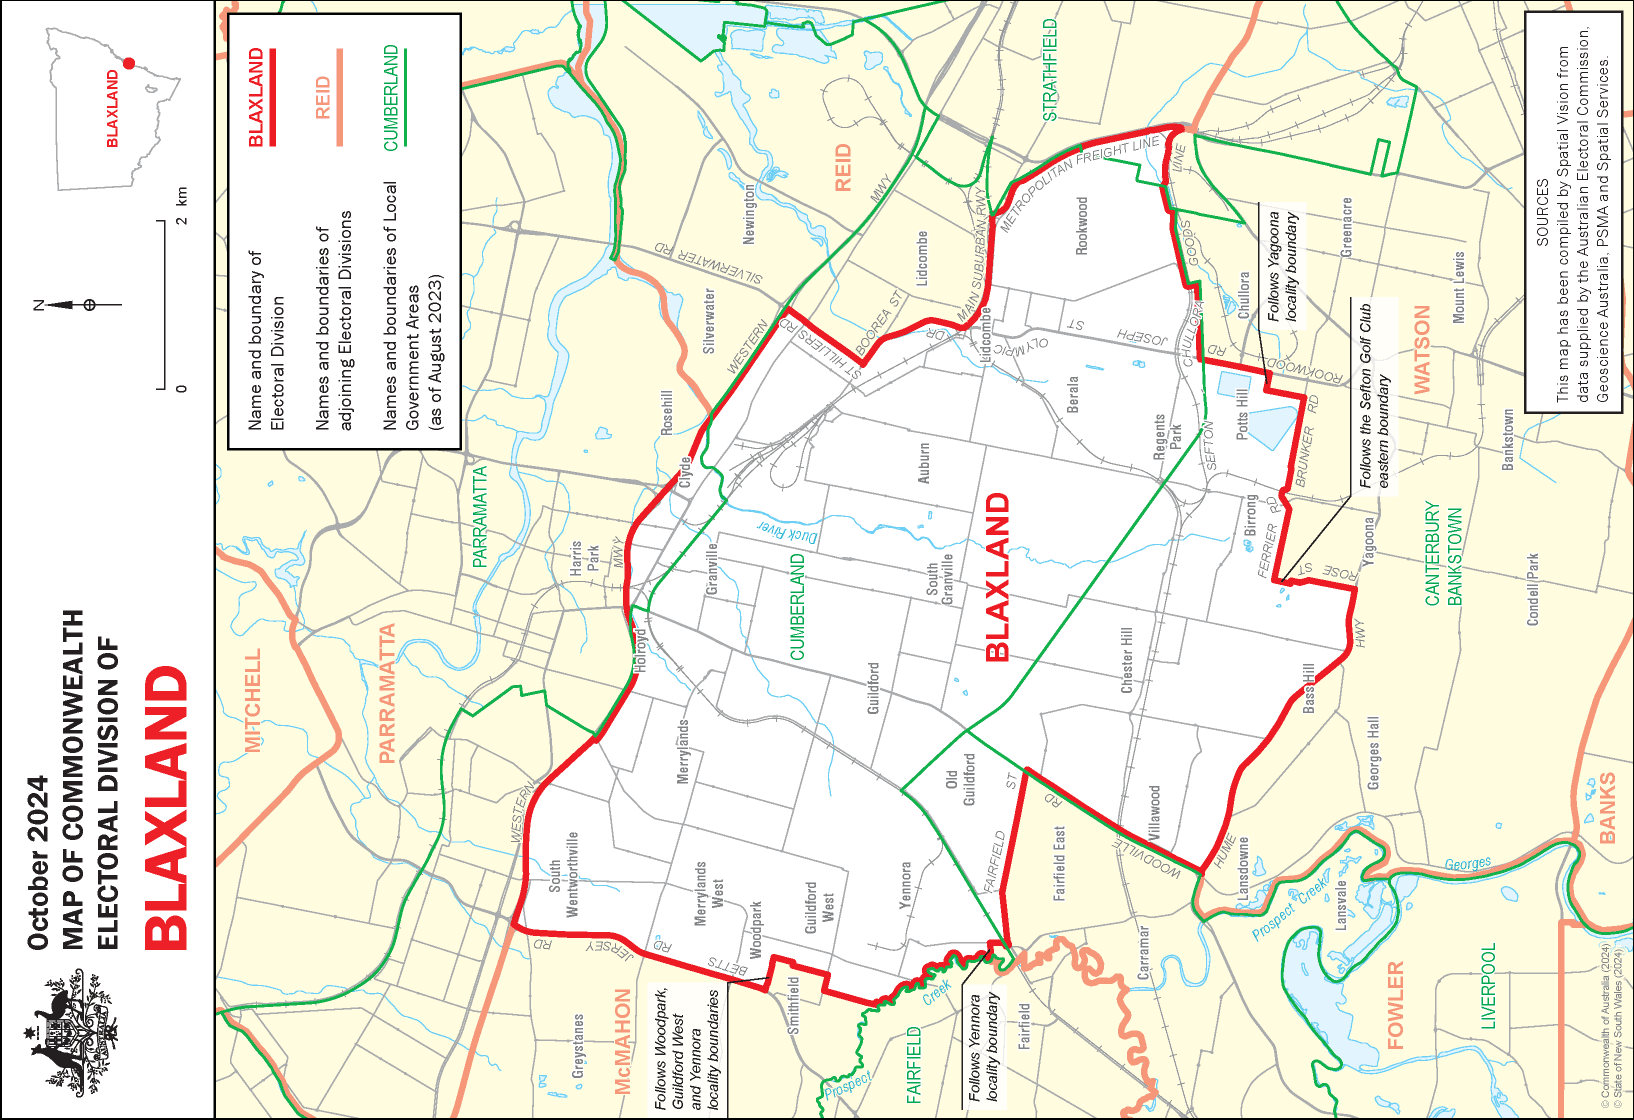 October 2024
MAP OF COMMONWEALTH
ELECTORAL DIVISION OF
BLAXLAND
N
0
2 km
BLAXLAND
Name and boundary of
Electoral Division
BLAXLAND
Names and boundaries of
adjoining Electoral Divisions
REID
Names and boundaries of Local
Government Areas
(as of August 2023)
CUMBERLAND
MITCHELL
PARRAMATTA
PARRAMATTA
McMAHON
REID
STRATHFIELD
CUMBERLAND
BLAXLAND
WATSON
CANTERBURY
BANKSTOWN
FAIRFIELD
FOWLER
LIVERPOOL
BANKS
Newington
Silverwater
Rosehill
Clyde
Harris
Park
Granville
Holroyd
Merrylands
South
Wentworthville
Merrylands
West
Woodpark
Guildford
West
Smithfield
Greystanes
Yennora
Guildford
Old
Guildford
South
Granville
Auburn
Lidcombe
Lidcombe
Rookwood
Berala
Regents
Park
Potts Hill
Chullora
Greenacre
Mount Lewis
Bankstown
Birrong
Yagoona
Condell Park
Chester Hill
Bass Hill
Georges Hall
Villawood
Lansdowne
Lansvale
Carramar
Fairfield East
Fairfield
SILVERWATER RD
MWY
WESTERN
ST HILLIERS RD
BOOREA ST
MAIN SUBURBAN RWY
METROPOLITAN FREIGHT LINE
OLYMPIC DR
JOSEPH ST
CHULLORA
GOODS
LINE
SEFTON
ROOKWOOD
RD
BRUNKER RD
FERRIER RD
ROSE ST
HWY
HUME
WOODVILLE
RD
FAIRFIELD
ST
MWY
WESTERN
JERSEY
RD
BETTS
RD
Duck River
Prospect
Creek
Prospect Creek
Georges
Follows Yagoona
locality boundary
Follows the Sefton Golf Club
eastern boundary
Follows Woodpark,
Guildford West
and Yennora
locality boundaries
Follows Yennora
locality boundary
SOURCES
This map has been compiled by Spatial Vision from
data supplied by the Australian Electoral Commission,
Geoscience Australia, PSMA and Spatial Services.
© Commonwealth of Australia (2024)
© State of New South Wales (2024)